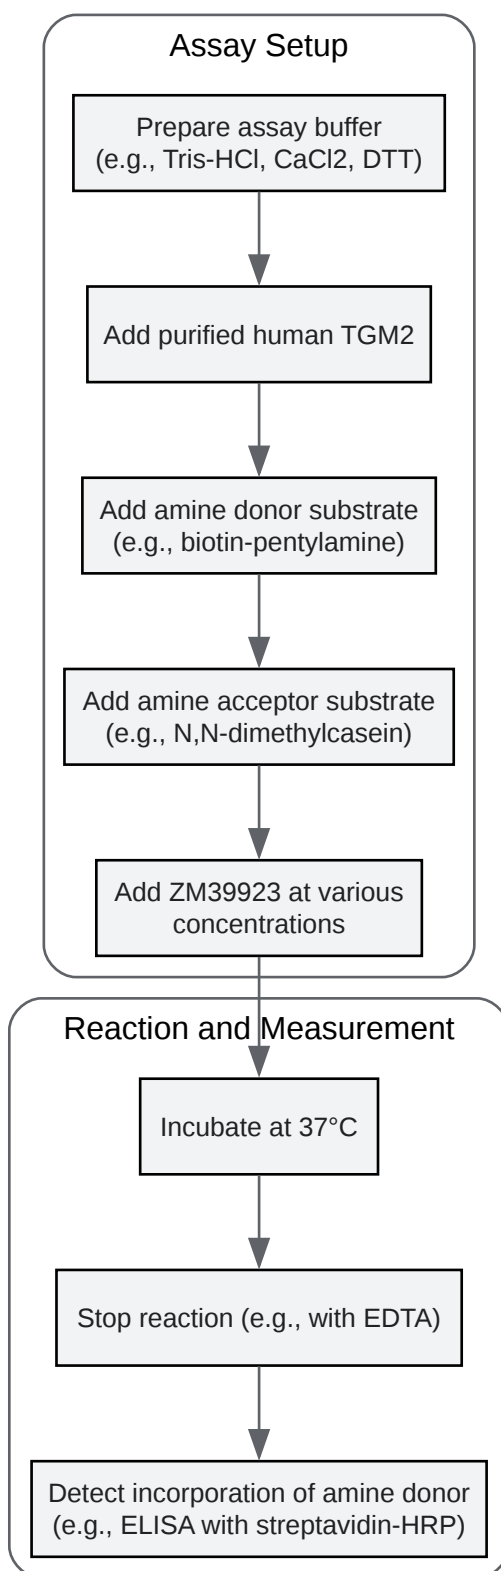 Assay Setup
Prepare assay buffer
(e.g., Tris-HCl, CaCl2, DTT)
Add purified human TGM2
Add amine donor substrate
(e.g., biotin-pentylamine)
Add amine acceptor substrate
(e.g., N,N-dimethylcasein)
Add ZM39923 at various
concentrations
Reaction and Measurement
Incubate at 37°C
Stop reaction (e.g., with EDTA)
Detect incorporation of amine donor
(e.g., ELISA with streptavidin-HRP)